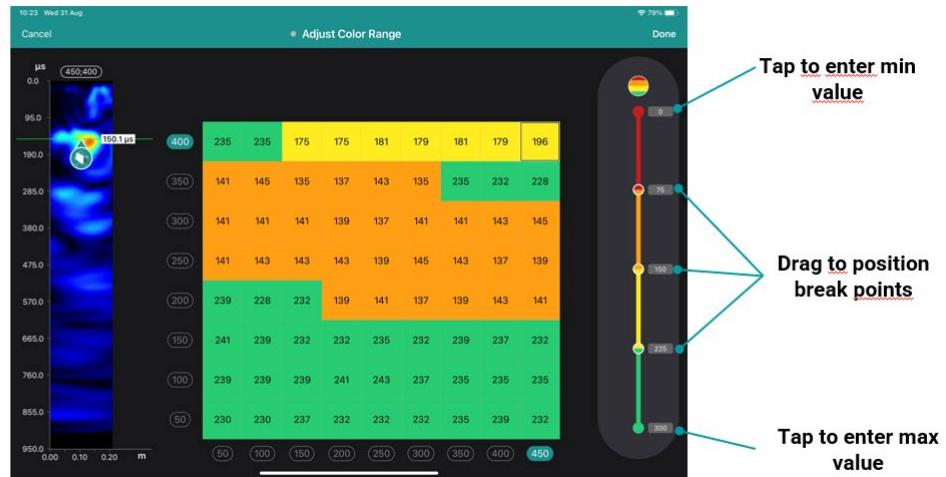 10:23 Wed 31 Aug
79%
Cancel
Adjust Color Range
Done
µs
450;400
0.0
95.0
150.1 µs
190.0
285.0
380.0
475.0
570.0
665.0
760.0
855.0
950.0
0.00 0.10 0.20 m
400 235 235 175 175 181 179 181 179 196
350 141 145 135 137 143 135 235 232 228
300 141 141 141 139 137 141 141 143 145
250 141 143 143 143 139 145 143 137 139
200 239 228 232 139 141 137 139 143 141
150 241 239 232 232 235 232 239 237 232
100 239 239 239 241 243 237 235 235 235
50 230 230 237 232 232 232 235 239 232
50 100 150 200 250 300 350 400 450
0
75
150
225
300
Tap to enter min
value
Drag to position
break points
Tap to enter max
value